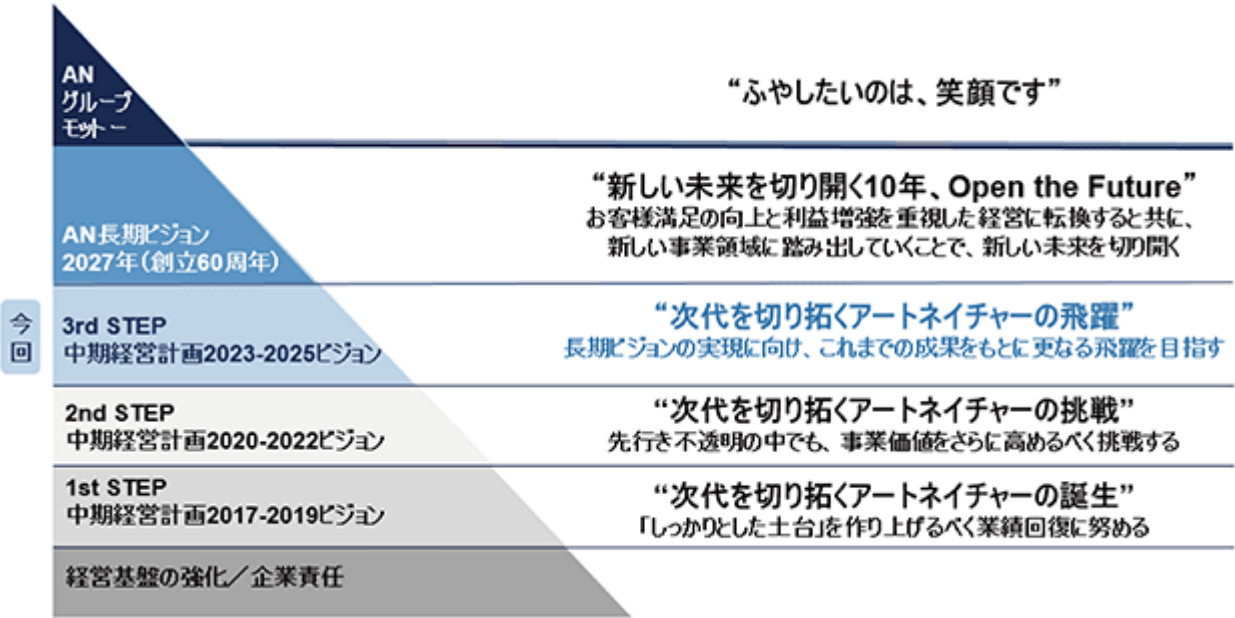 AN
グループ
モットー
“ふやしたいのは、笑顔です”
AN長期ビジョン
2027年（創立60周年）
“新しい未来を切り開く10年、Open the Future”
お客様満足の向上と利益増強を重視した経営に転換すると共に、
新しい事業領域に踏み出していくことで、新しい未来を切り開く
今回
3rd STEP
中期経営計画2023-2025ビジョン
“次代を切り拓くアートネイチャーの飛躍”
長期ビジョンの実現に向け、これまでの成果をもとに更なる飛躍を目指す
2nd STEP
中期経営計画2020-2022ビジョン
“次代を切り拓くアートネイチャーの挑戦”
先行き不透明の中でも、事業価値をさらに高めるべく挑戦する
1st STEP
中期経営計画2017-2019ビジョン
“次代を切り拓くアートネイチャーの誕生”
「しっかりとした土台」を作り上げるべく業績回復に努める
経営基盤の強化／企業責任